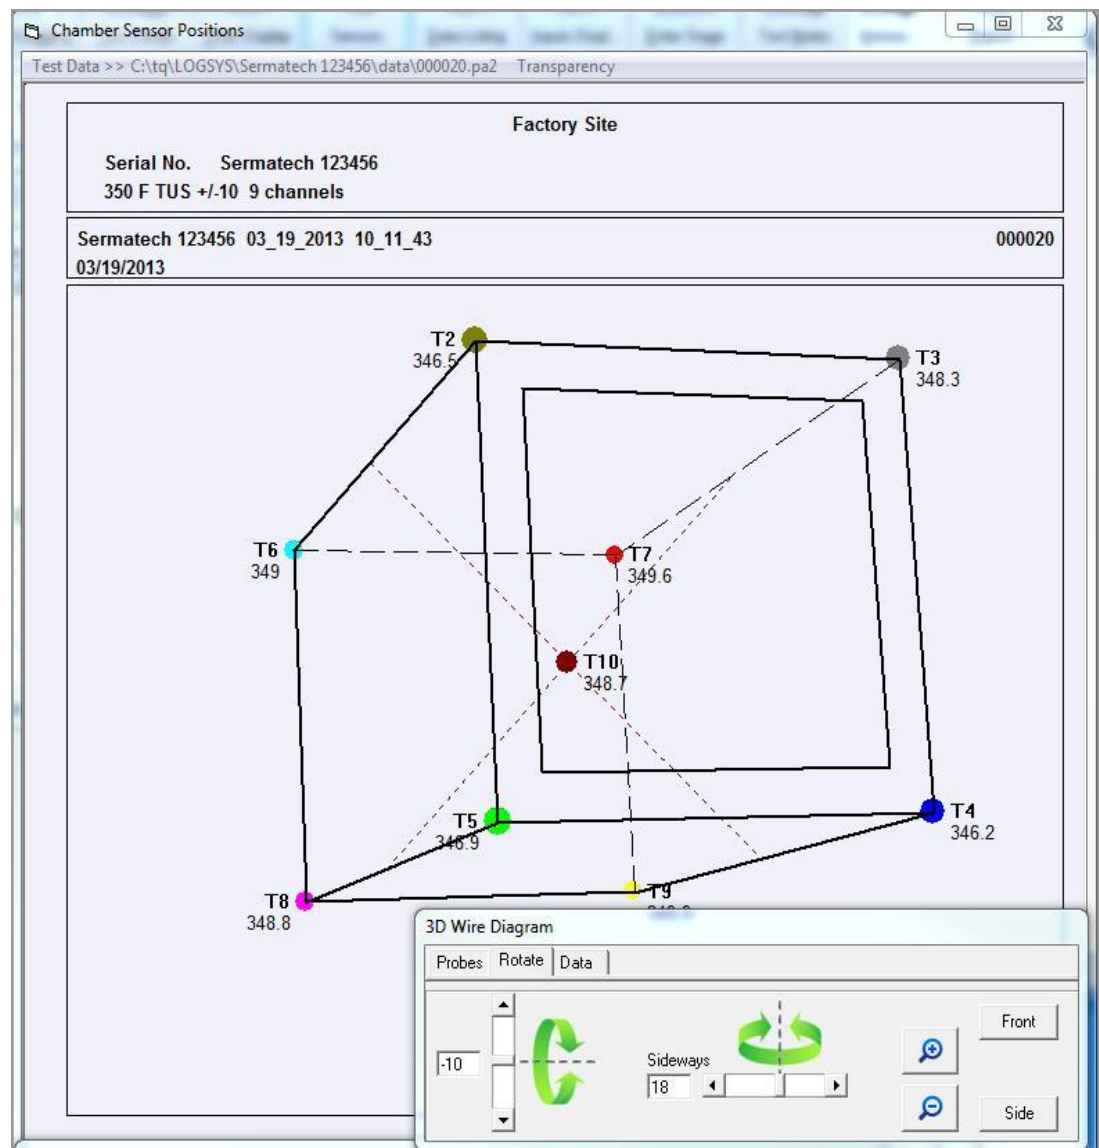 Chamber Sensor Positions
Test Data >> C:\tq\LOGSYS\Sermatech 123456\data\000020.pa2 Transparency
Factory Site
Serial No. Sermatech 123456
350 F TUS +/-10 9 channels
Sermatech 123456 03_19_2013 10_11_43 000020
03/19/2013
T2
346.5
T3
348.3
T6
349
T7
349.6
T10
348.7
T5
346.9
T4
346.2
T8
348.8
T9
3D Wire Diagram
Probes Rotate Data
-10
Sideways
18
Front
Side